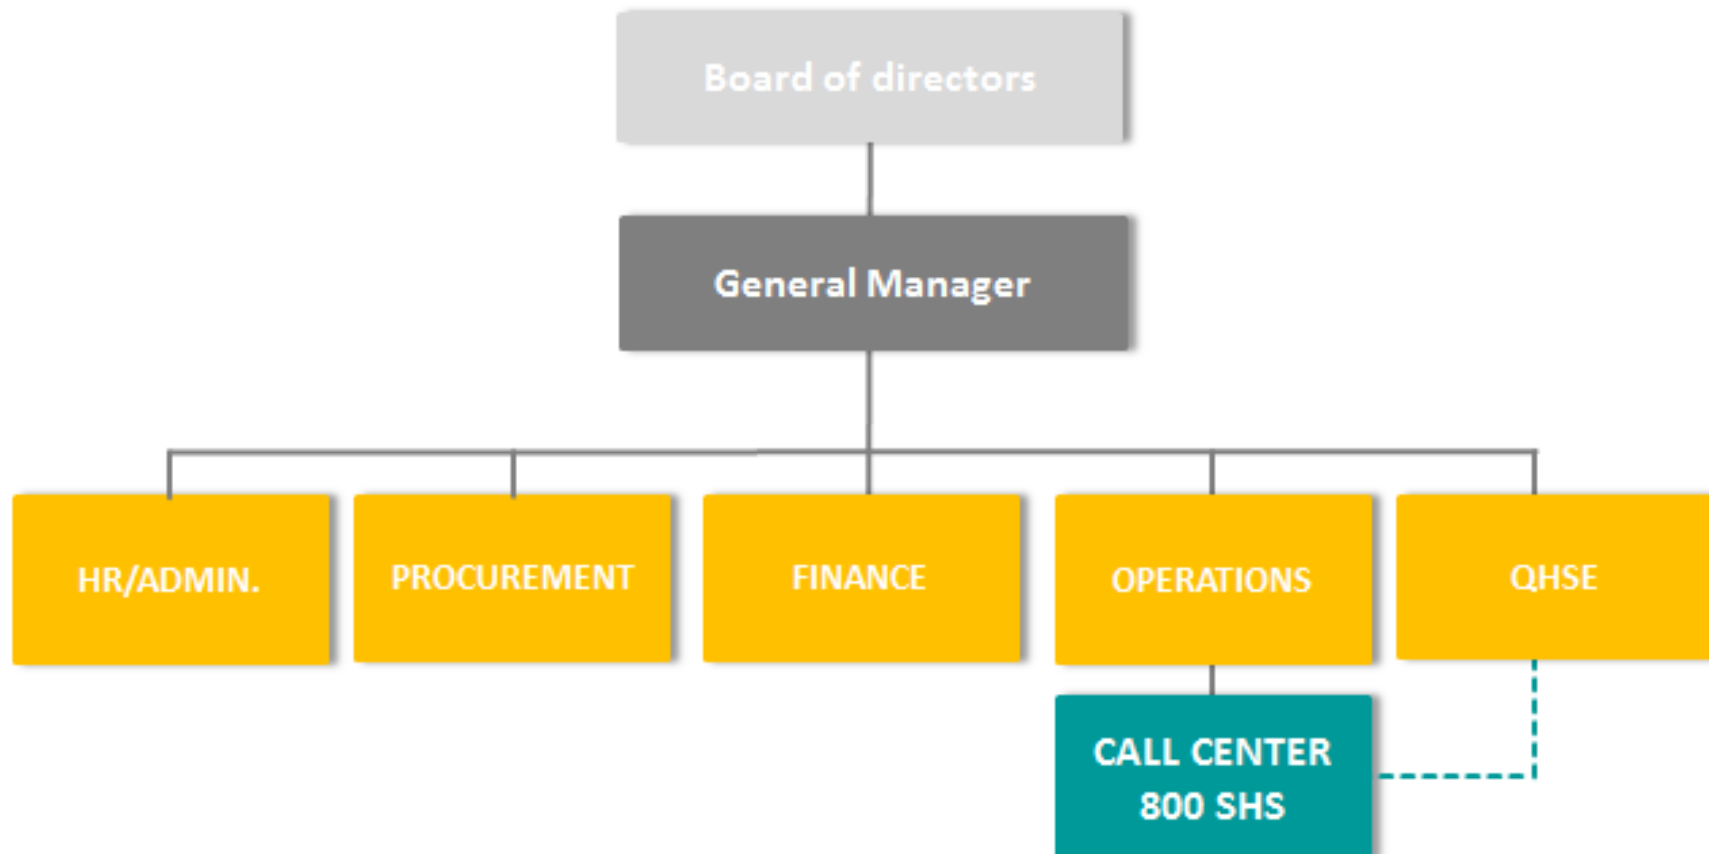 Board of directors
General Manager
HR/ADMIN.
PROCUREMENT
FINANCE
OPERATIONS
QHSE
CALL CENTER
800 SHS